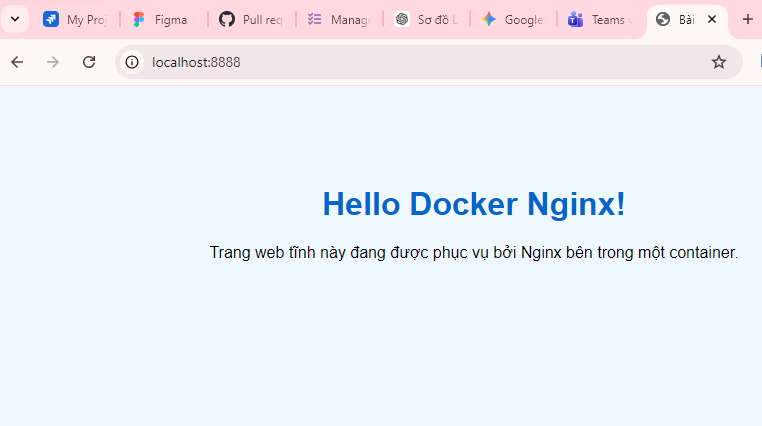 My Proj
Figma
Pull req
Manage
Sơ đồ L
Google
Teams v
Bài
localhost:8888
Hello Docker Nginx!
Trang web tĩnh này đang được phục vụ bởi Nginx bên trong một container.